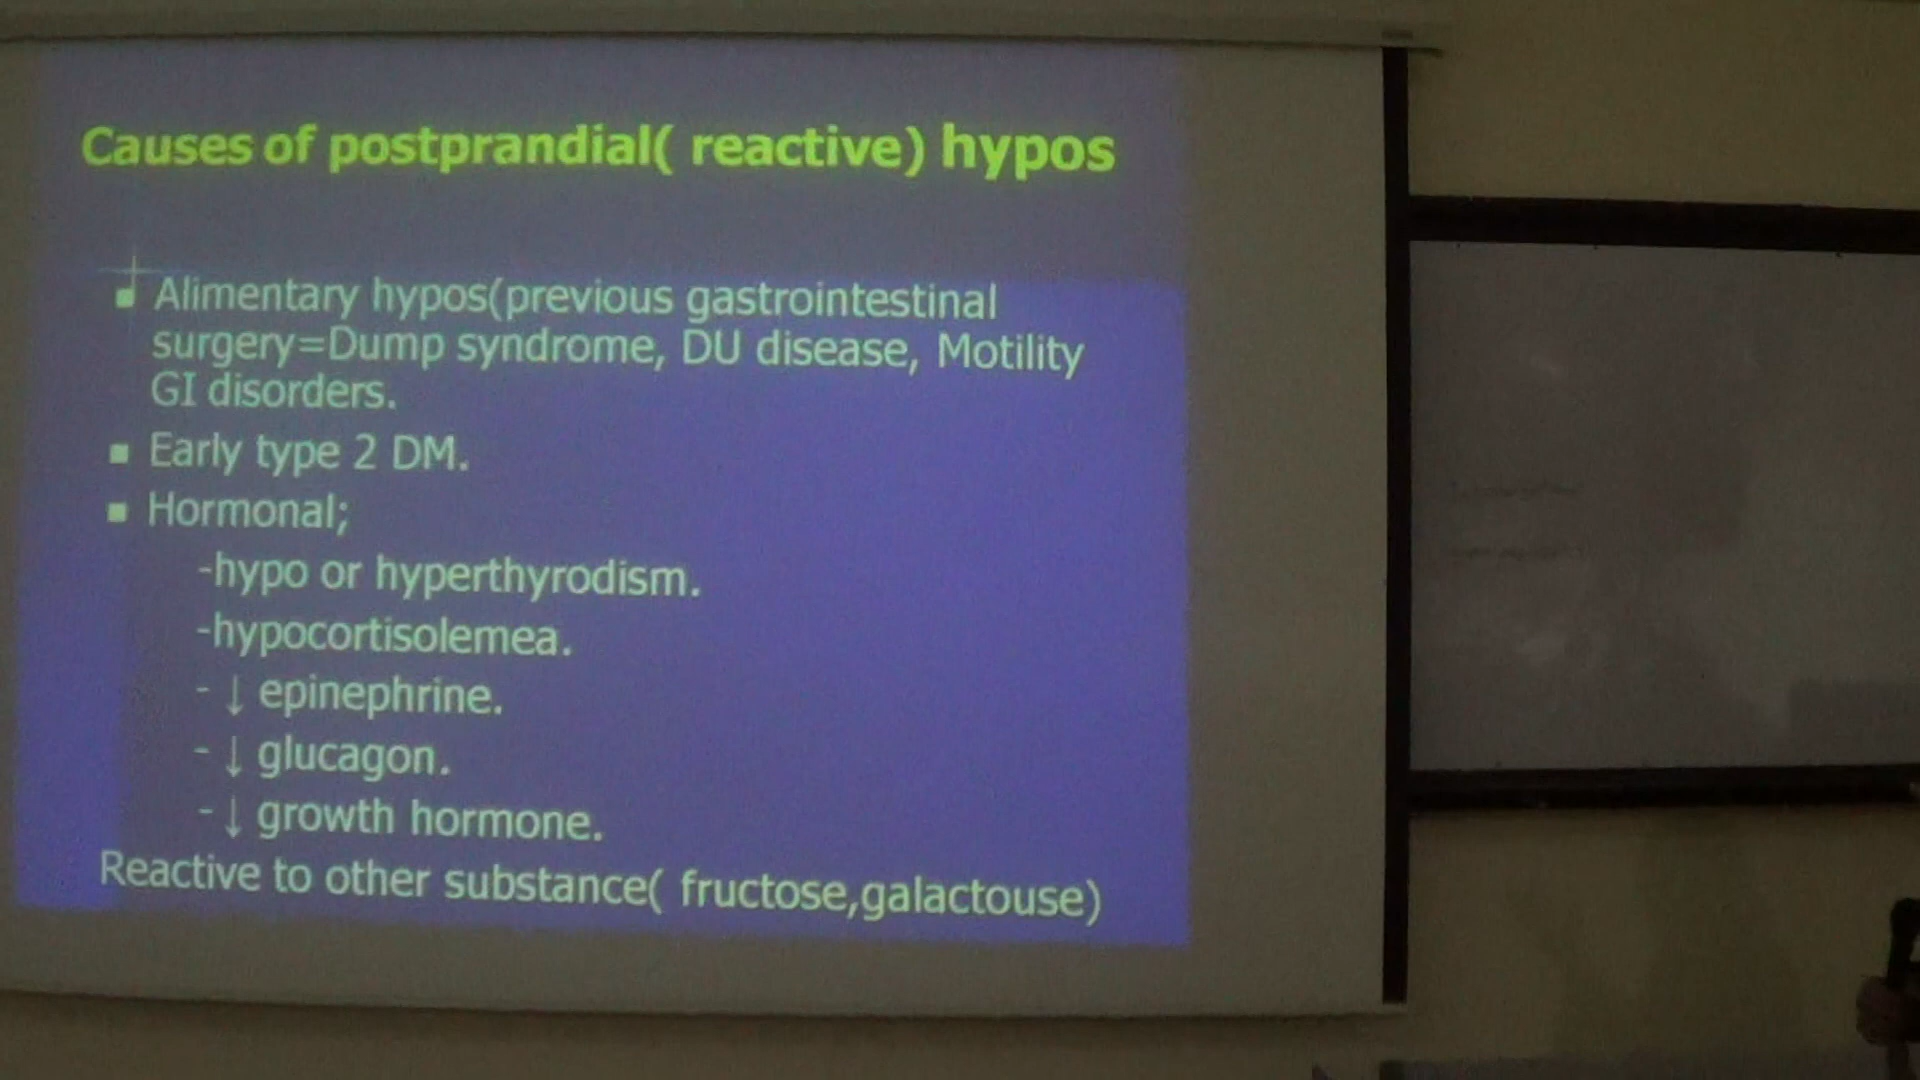 Causes of postprandial( reactive) hypos
Alimentary hypos(previous gastrointestinal
surgery=Dump syndrome, DU disease, Motility
GI disorders.
Early type 2 DM.
Hormonal;
-hypo or hyperthyrodism.
-hypocortisolemea.
- ↓ epinephrine.
- ↓ glucagon.
- ↓ growth hormone.
Reactive to other substance( fructose,galactouse)